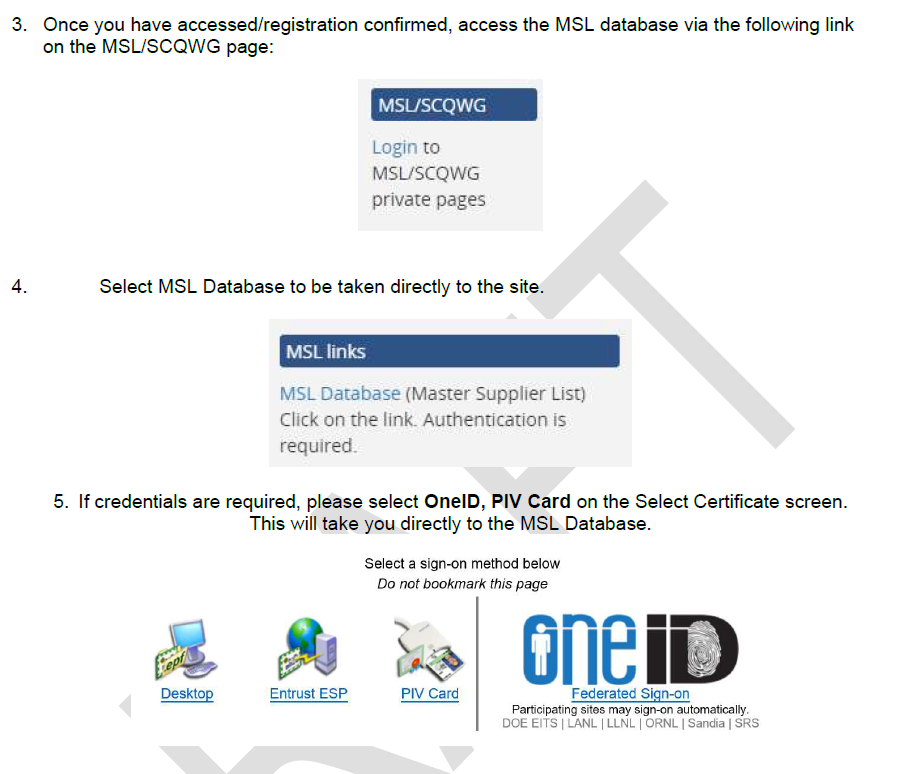 3. Once you have accessed/registration confirmed, access the MSL database via the following link
on the MSL/SCQWG page:
MSL/SCQWG
Login to
MSL/SCQWG
private pages
4. Select MSL Database to be taken directly to the site.
MSL links
MSL Database (Master Supplier List)
Click on the link. Authentication is
required.
5. If credentials are required, please select OneID, PIV Card on the Select Certificate screen.
This will take you directly to the MSL Database.
Select a sign-on method below
Do not bookmark this page
.epf
oneID
Desktop
Entrust ESP
PIV Card
Federated Sign-on
Participating sites may sign-on automatically.
DOE EITS | LANL | LLNL | ORNL | Sandia | SRS